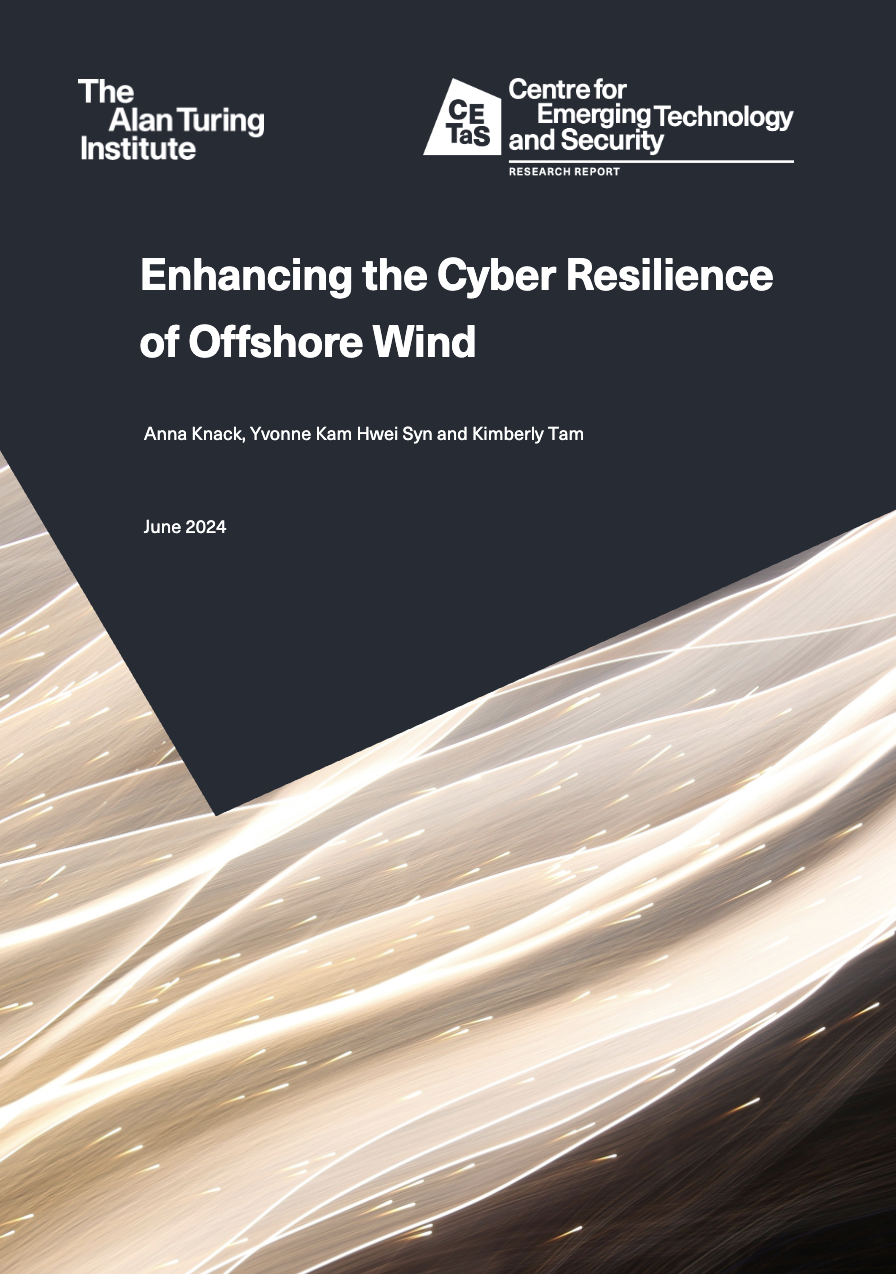 The
Alan Turing
Institute
CE
TaS
Centre for
Emerging Technology
and Security
RESEARCH REPORT
Enhancing the Cyber Resilience
of Offshore Wind
Anna Knack, Yvonne Kam Hwei Syn and Kimberly Tam
June 2024